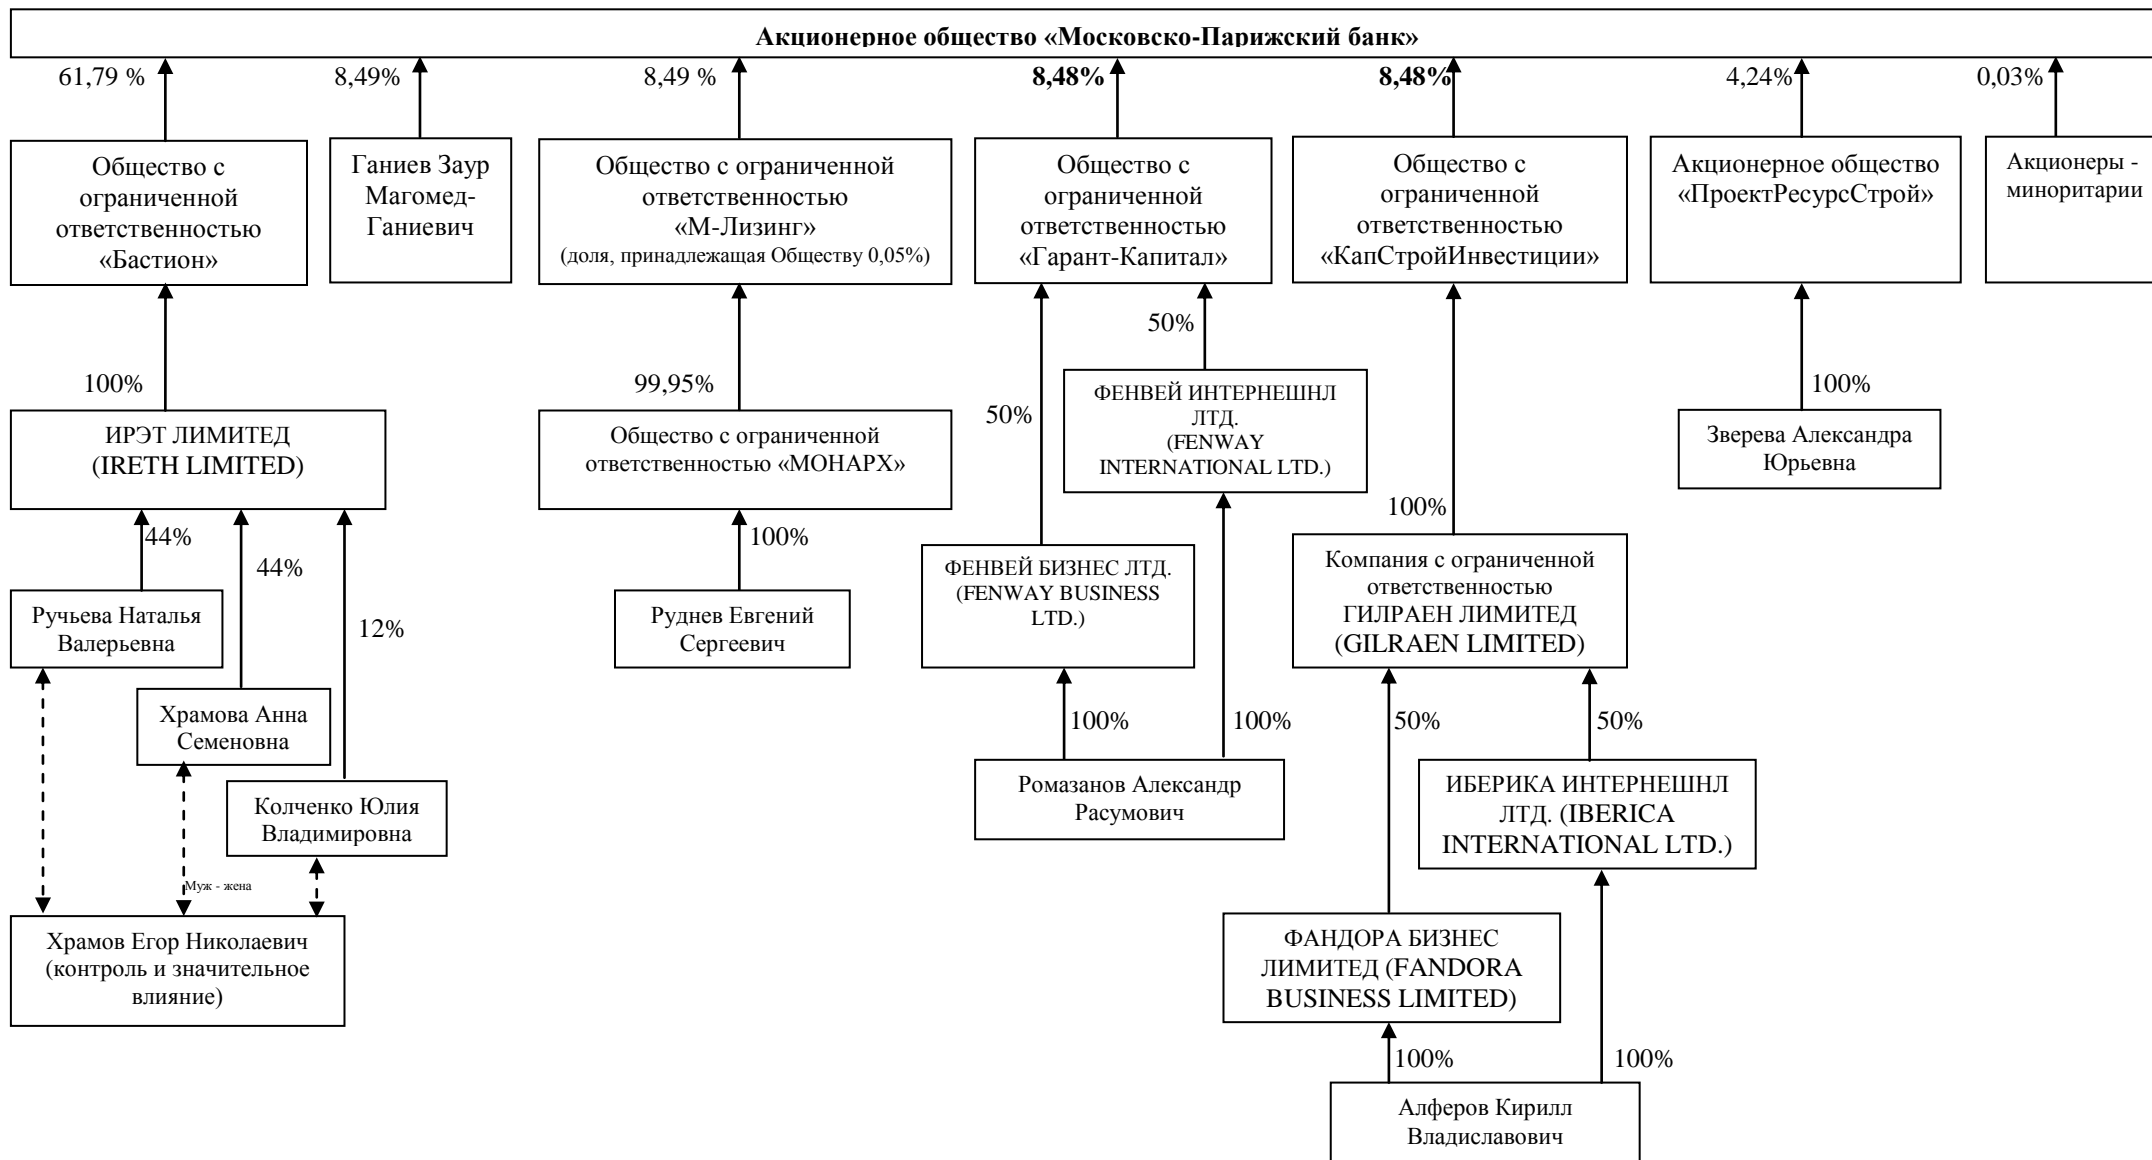 Акционерное общество «Московско-Парижский банк»
61,79 %
8,49%
8,49 %
8,48%
8,48%
4,24%
0,03%
Общество с
ограниченной
ответственностью
«Бастион»
Ганиев Заур
Магомед-
Ганиевич
Общество с ограниченной
ответственностью
«М-Лизинг»
(доля, принадлежащая Обществу 0,05%)
Общество с
ограниченной
ответственностью
«Гарант-Капитал»
Общество с
ограниченной
ответственностью
«КапСтройИнвестиции»
Акционерное общество
«ПроектРесурсСтрой»
Акционеры -
миноритарии
100%
99,95%
50%
50%
100%
100%
ИРЭТ ЛИМИТЕД
(IRETH LIMITED)
Общество с ограниченной
ответственностью «МОНАРХ»
ФЕНВЕЙ ИНТЕРНЕШНЛ
ЛТД.
(FENWAY
INTERNATIONAL LTD.)
Зверева Александра
Юрьевна
44%
44%
12%
100%
ФЕНВЕЙ БИЗНЕС ЛТД.
(FENWAY BUSINESS
LTD.)
Компания с ограниченной
ответственностью
ГИЛРАЕН ЛИМИТЕД
(GILRAEN LIMITED)
Ручьева Наталья
Валерьевна
Руднев Евгений
Сергеевич
Храмова Анна
Семеновна
100%
100%
50%
50%
Колченко Юлия
Владимировна
Ромазанов Александр
Расумович
ИБЕРИКА ИНТЕРНЕШНЛ
ЛТД. (IBERICA
INTERNATIONAL LTD.)
Муж - жена
Храмов Егор Николаевич
(контроль и значительное
влияние)
ФАНДОРА БИЗНЕС
ЛИМИТЕД (FANDORA
BUSINESS LIMITED)
100%
100%
Алферов Кирилл
Владиславович